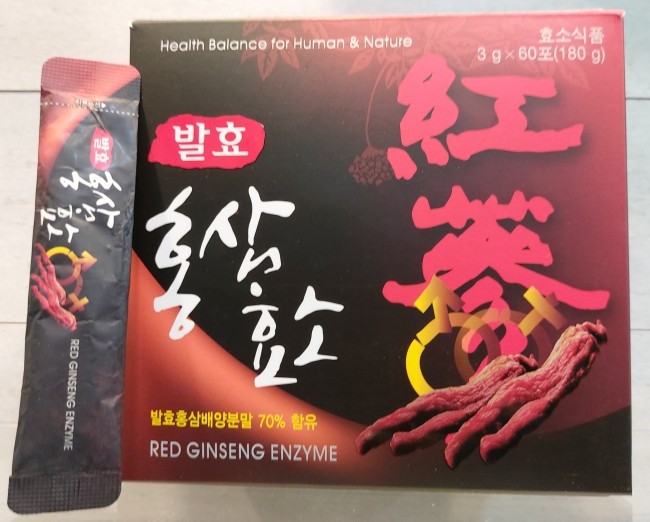 Health Balance for Human & Nature
효소식품
3 g × 60포(180 g)
紅蔘
발효
홍삼효소
발효홍삼배양분말 70% 함유
RED GINSENG ENZYME
발효
홍삼효소
RED GINSENG ENZYME